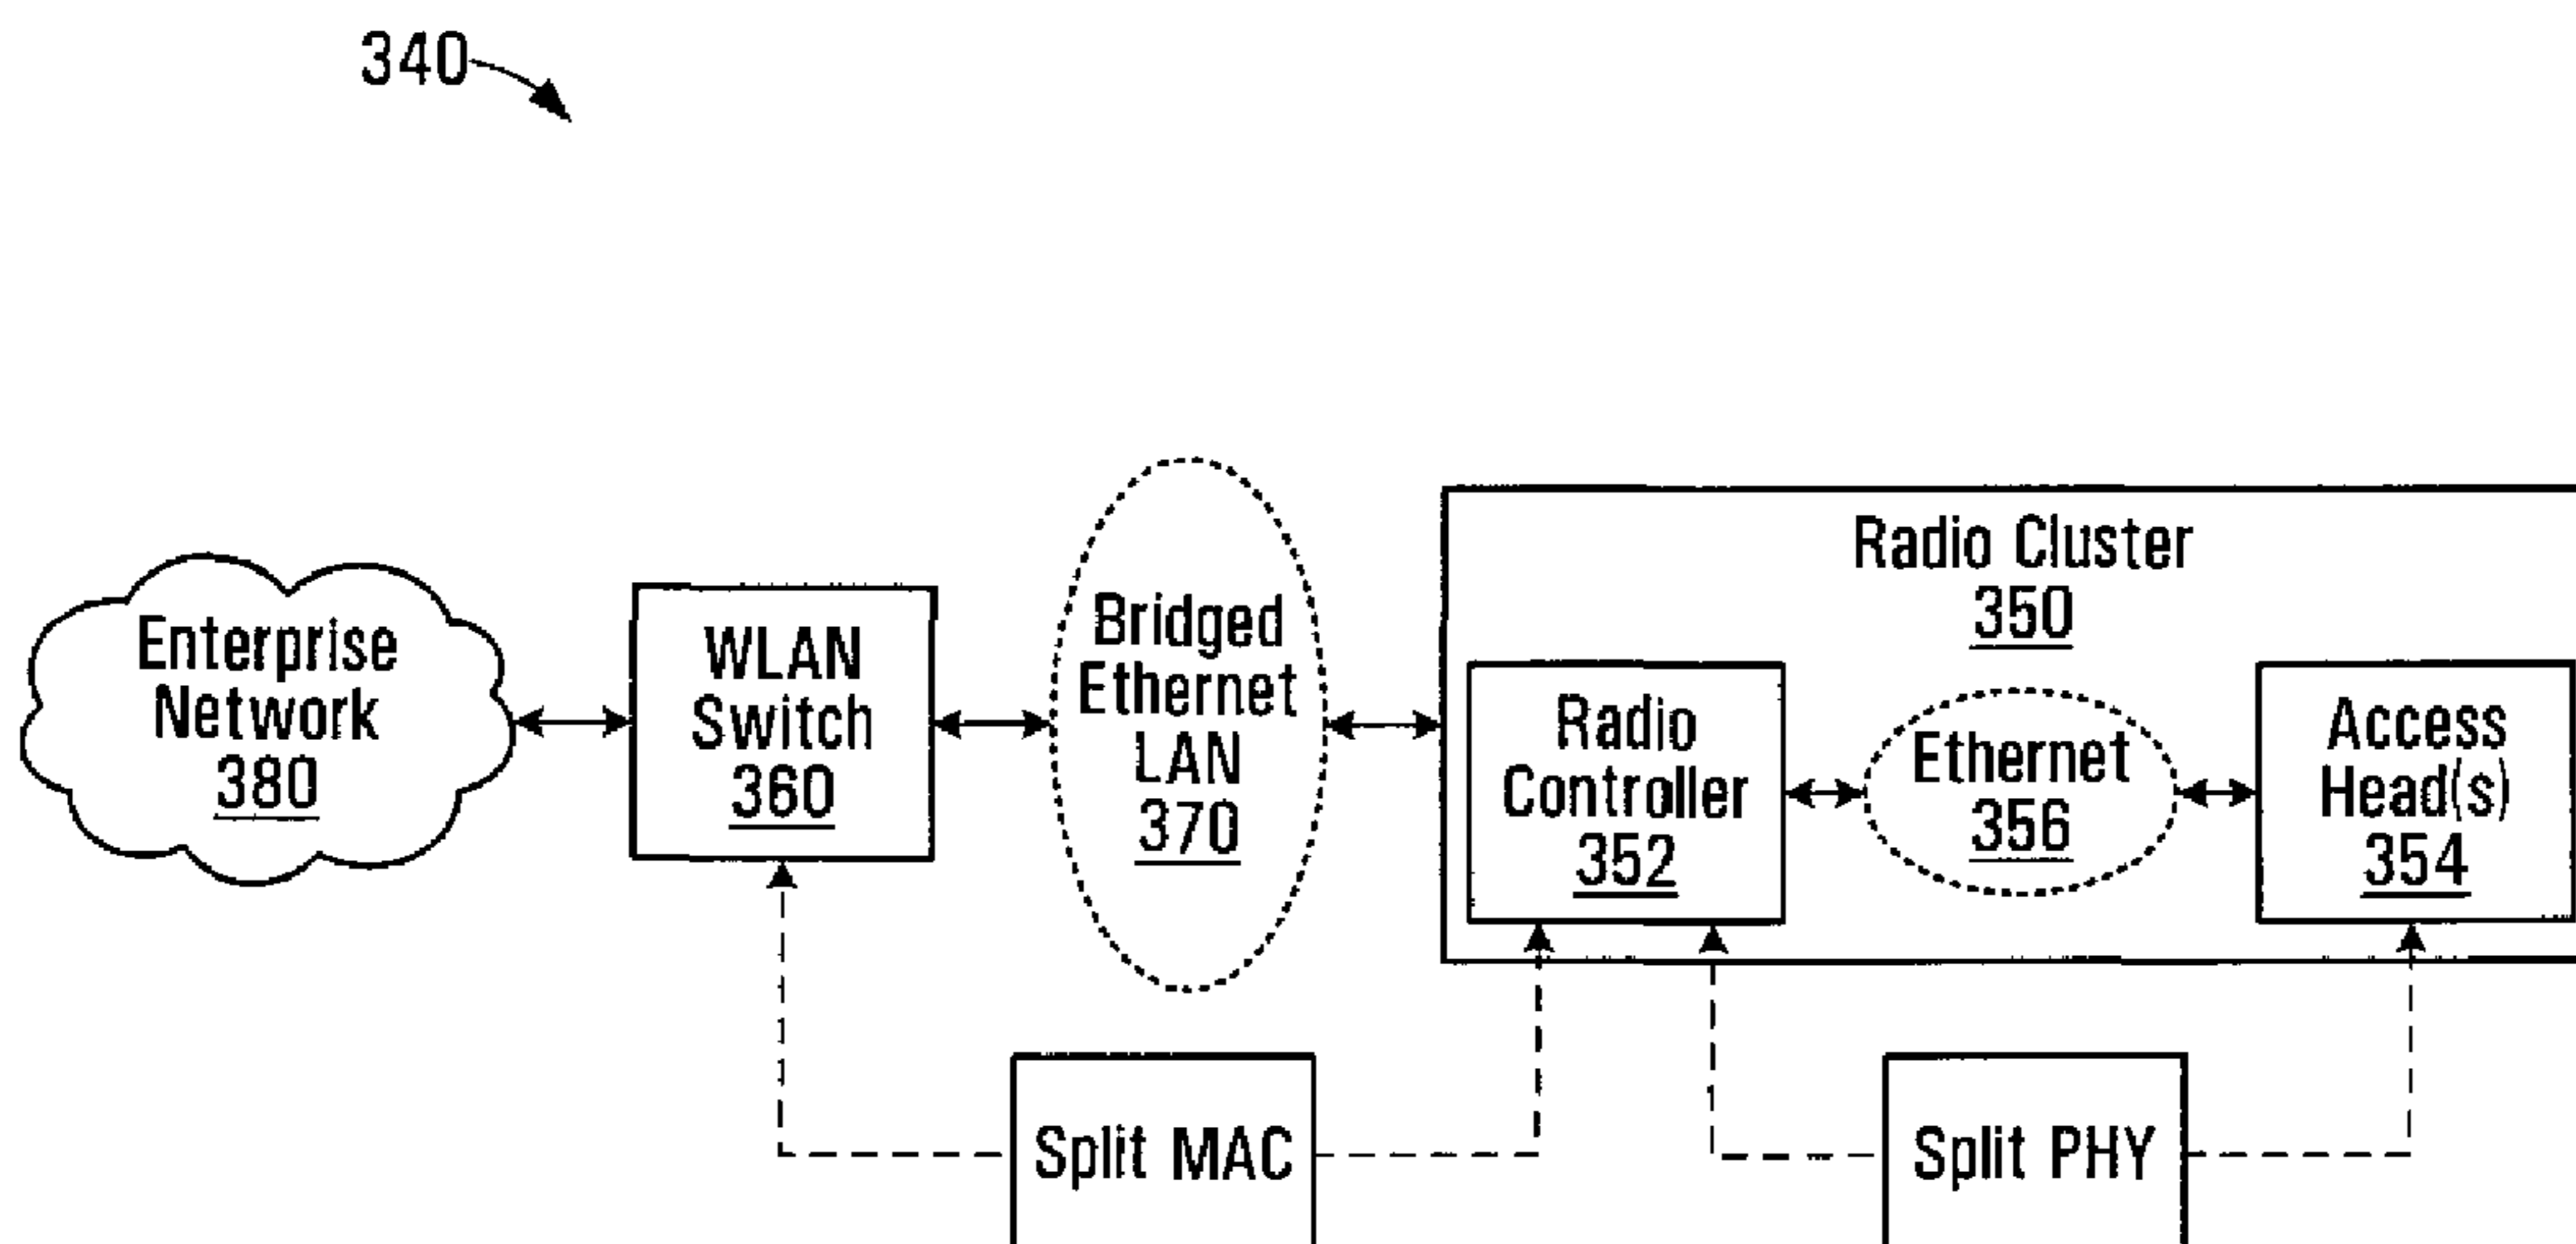 340
Enterprise
Network
380
WLAN
Switch
360
Bridged
Ethernet
LAN
370
Radio Cluster
350
Radio
Controller
352
Ethernet
356
Access
Head(s)
354
Split MAC
Split PHY